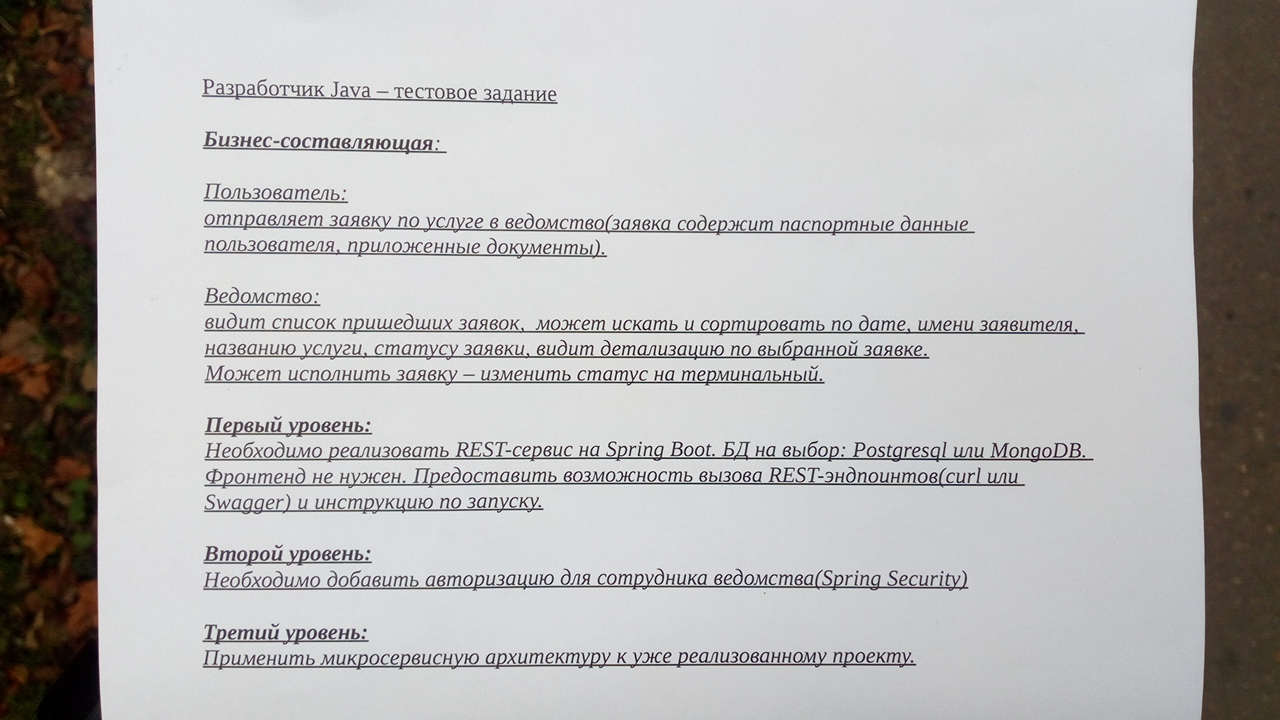 Разработчик Java – тестовое задание
Бизнес-составляющая:
Пользователь:
отправляет заявку по услуге в ведомство(заявка содержит паспортные данные
пользователя, приложенные документы).
Ведомство:
видит список пришедших заявок, может искать и сортировать по дате, имени заявителя,
названию услуги, статусу заявки, видит детализацию по выбранной заявке.
Может исполнить заявку – изменить статус на терминальный.
Первый уровень:
Необходимо реализовать REST-сервис на Spring Boot. БД на выбор: Postgresql или MongoDB.
Фронтенд не нужен. Предоставить возможность вызова REST-эндпоинтов(curl или
Swagger) и инструкцию по запуску.
Второй уровень:
Необходимо добавить авторизацию для сотрудника ведомства(Spring Security)
Третий уровень:
Применить микросервисную архитектуру к уже реализованному проекту.